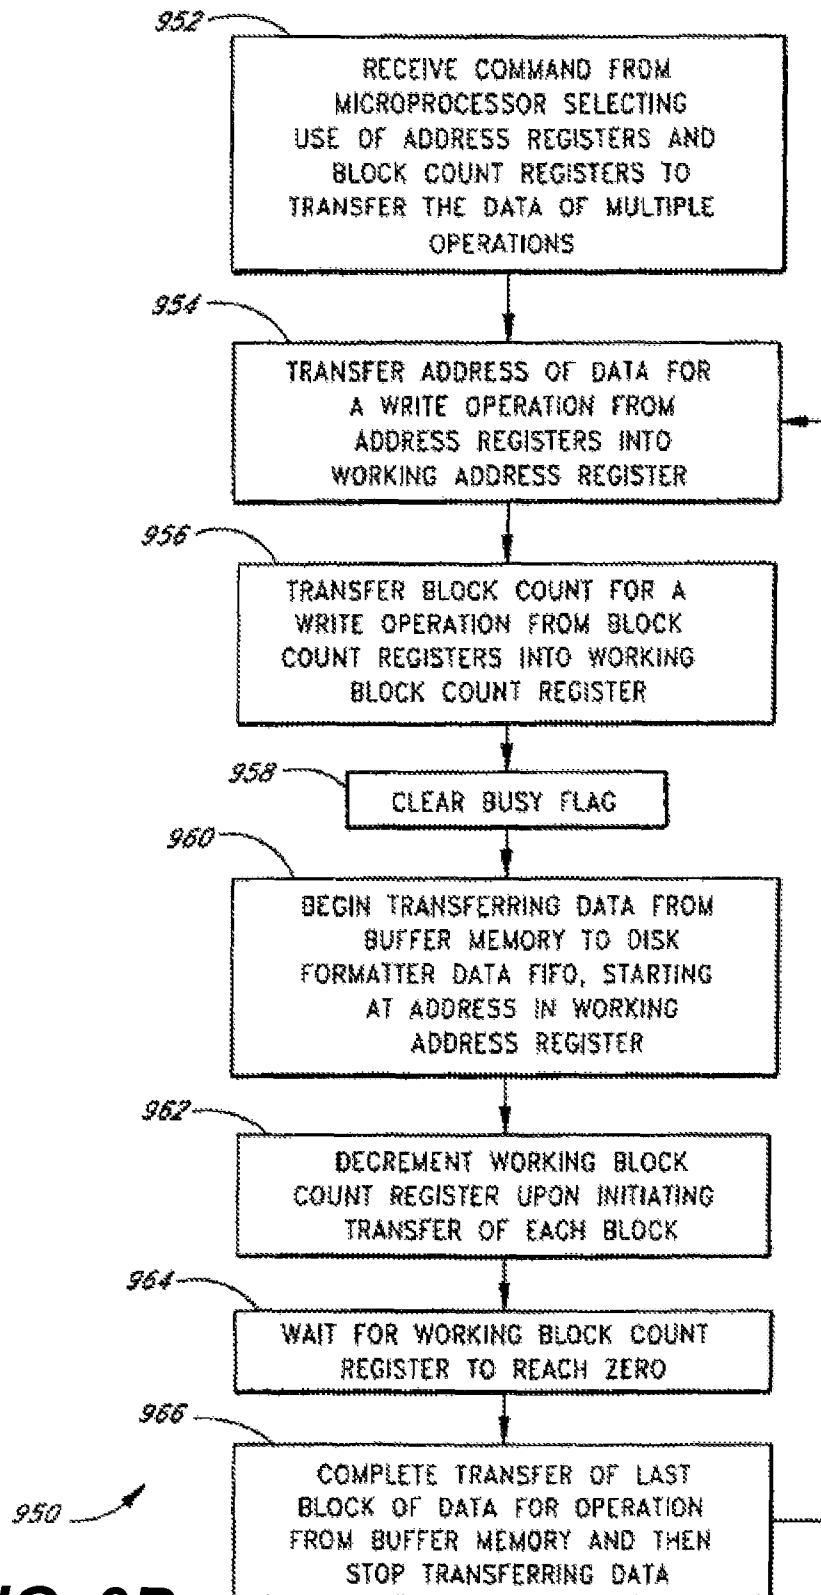 952
RECEIVE COMMAND FROM
MICROPROCESSOR SELECTING
USE OF ADDRESS REGISTERS AND
BLOCK COUNT REGISTERS TO
TRANSFER THE DATA OF MULTIPLE
OPERATIONS
954
TRANSFER ADDRESS OF DATA FOR
A WRITE OPERATION FROM
ADDRESS REGISTERS INTO
WORKING ADDRESS REGISTER
956
TRANSFER BLOCK COUNT FOR A
WRITE OPERATION FROM BLOCK
COUNT REGISTERS INTO WORKING
BLOCK COUNT REGISTER
958
CLEAR BUSY FLAG
960
BEGIN TRANSFERRING DATA FROM
BUFFER MEMORY TO DISK
FORMATTER DATA FIFO, STARTING
AT ADDRESS IN WORKING
ADDRESS REGISTER
962
DECREMENT WORKING BLOCK
COUNT REGISTER UPON INITIATING
TRANSFER OF EACH BLOCK
964
WAIT FOR WORKING BLOCK COUNT
REGISTER TO REACH ZERO
966
COMPLETE TRANSFER OF LAST
BLOCK OF DATA FOR OPERATION
FROM BUFFER MEMORY AND THEN
STOP TRANSFERRING DATA
950